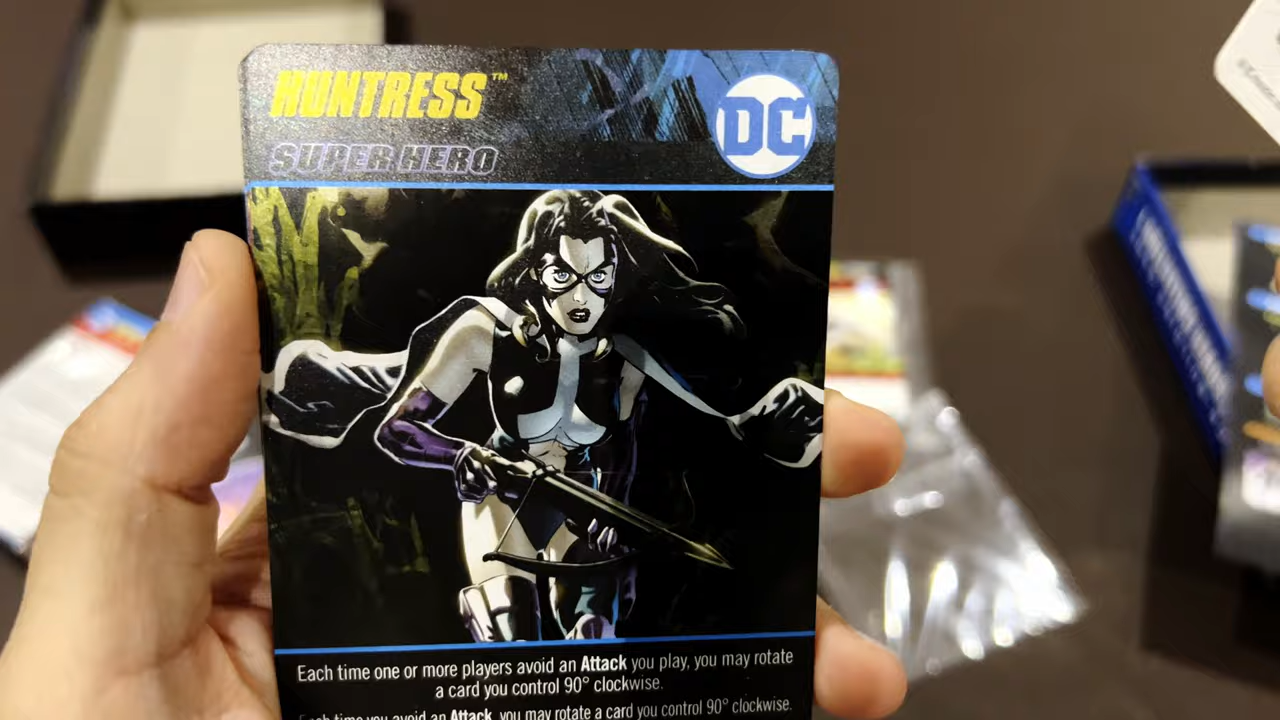 HUNTRESS™
SUPER HERO
DC
Each time one or more players avoid an Attack you play, you may rotate
a card you control 90° clockwise.
Each time you avoid an Attack, you may rotate a card you control 90° clockwise.